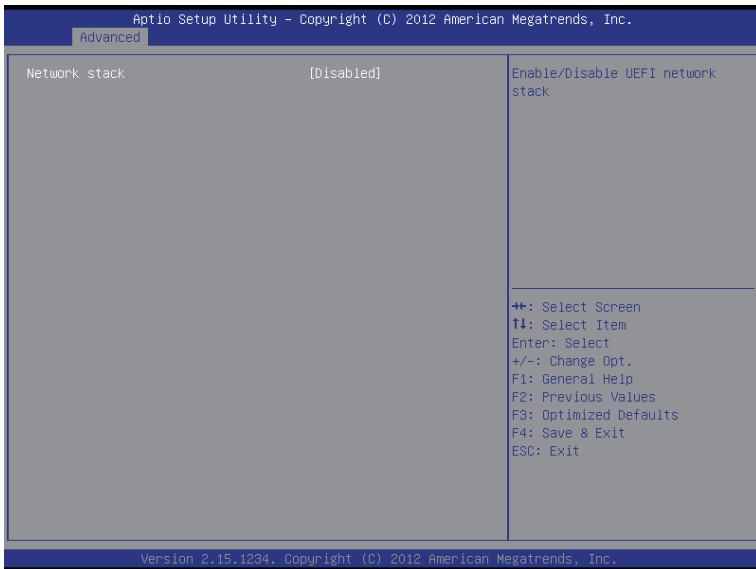 Aptio Setup Utility – Copyright (C) 2012 American Megatrends, Inc.
Advanced
Network stack [Disabled]
Enable/Disable UEFI network
stack
→←: Select Screen
↑↓: Select Item
Enter: Select
+/-: Change Opt.
F1: General Help
F2: Previous Values
F3: Optimized Defaults
F4: Save & Exit
ESC: Exit
Version 2.15.1234. Copyright (C) 2012 American Megatrends, Inc.